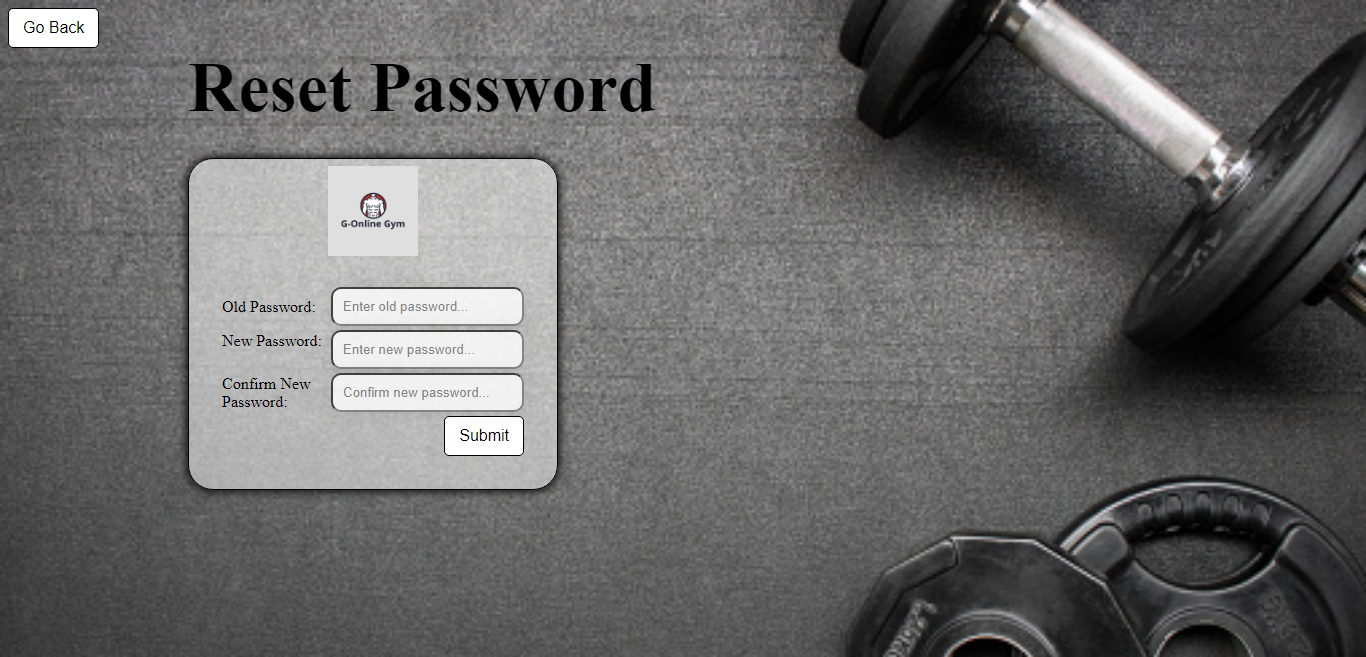 Go Back
Reset Password
G-Online Gym
Old Password:
Enter old password...
New Password:
Enter new password...
Confirm New
Password:
Confirm new password...
Submit